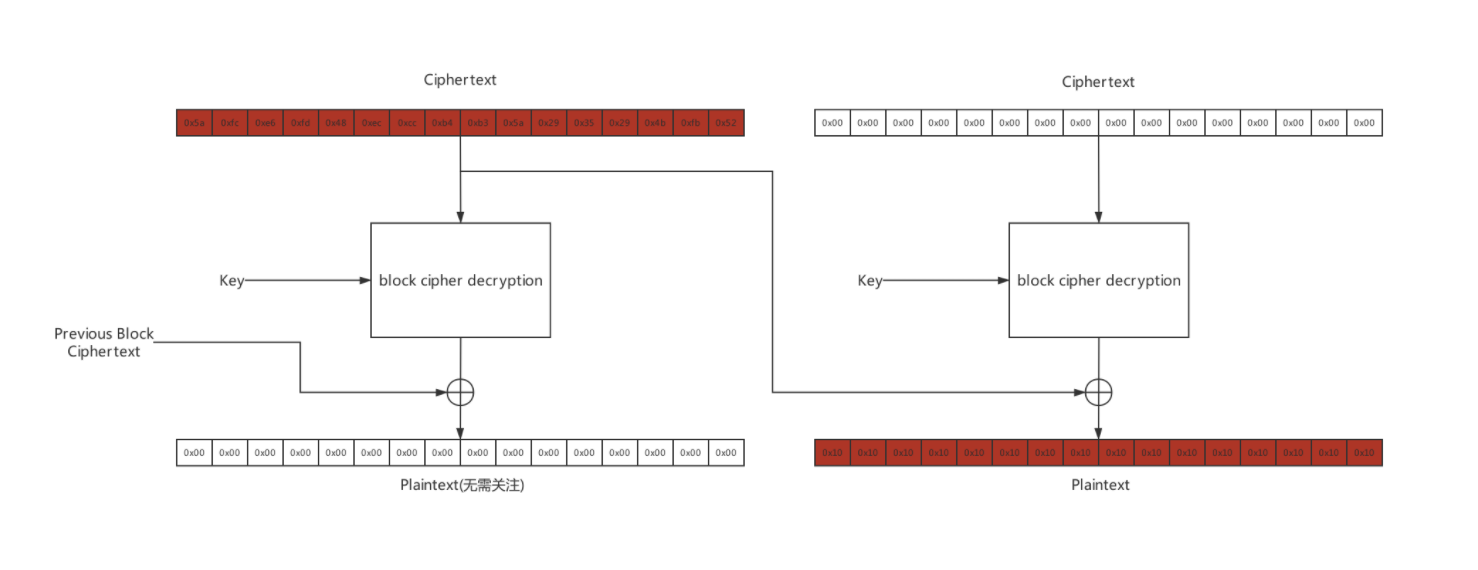 Ciphertext
Ciphertext
0x5a 0xfc 0xe6 0xfd 0x48 0xec 0xcc 0xb4 0xb3 0x5a 0x29 0x35 0x29 0x4b 0xfb 0x52
0x00 0x00 0x00 0x00 0x00 0x00 0x00 0x00 0x00 0x00 0x00 0x00 0x00 0x00 0x00 0x00
Key
block cipher decryption
Key
block cipher decryption
Previous Block
Ciphertext
0x00 0x00 0x00 0x00 0x00 0x00 0x00 0x00 0x00 0x00 0x00 0x00 0x00 0x00 0x00 0x00
0x10 0x10 0x10 0x10 0x10 0x10 0x10 0x10 0x10 0x10 0x10 0x10 0x10 0x10 0x10 0x10
Plaintext(无需关注)
Plaintext